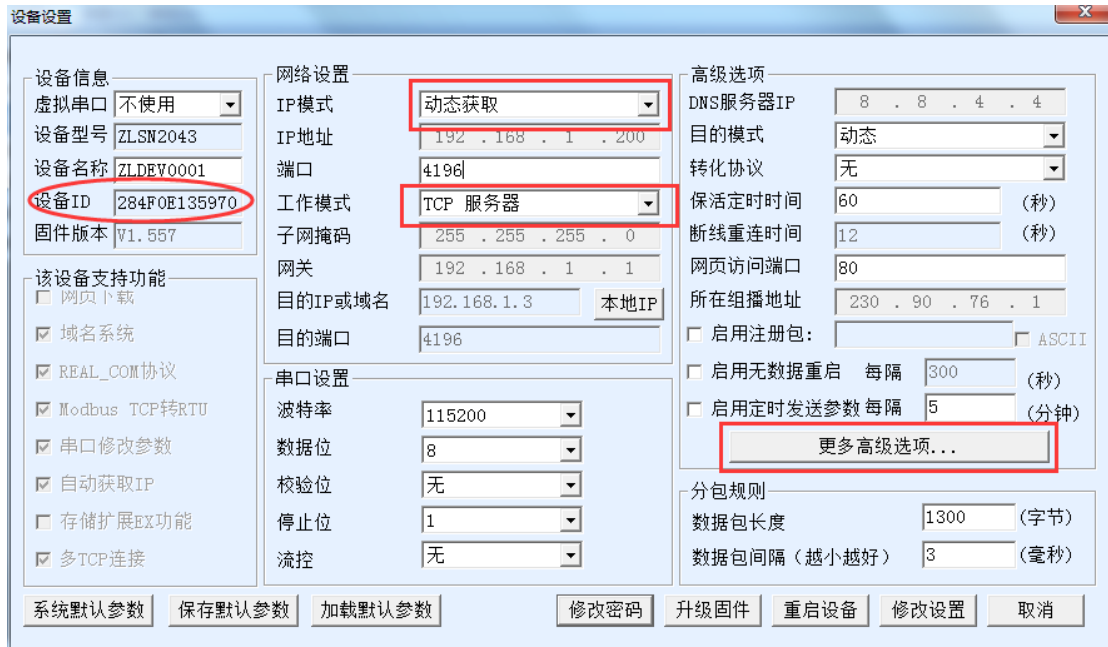 设备设置
设备信息
虚拟串口 不使用
设备型号 ZLSN2043
设备名称 ZLDEV0001
设备ID 284F0E135970
固件版本 V1.557
该设备支持功能
网页下载
域名系统
REAL_COM协议
Modbus TCP转RTU
串口修改参数
自动获取IP
存储扩展EX功能
多TCP连接
网络设置
IP模式 动态获取
IP地址 192 . 168 . 1 . 200
端口 4196
工作模式 TCP 服务器
子网掩码 255 . 255 . 255 . 0
网关 192 . 168 . 1 . 1
目的IP或域名 192.168.1.3 本地IP
目的端口 4196
串口设置
波特率 115200
数据位 8
校验位 无
停止位 1
流控 无
高级选项
DNS服务器IP 8 . 8 . 4 . 4
目的模式 动态
转化协议 无
保活定时时间 60 (秒)
断线重连时间 12 (秒)
网页访问端口 80
所在组播地址 230 . 90 . 76 . 1
启用注册包: ASCII
启用无数据重启 每隔 300 (秒)
启用定时发送参数 每隔 5 (分钟)
更多高级选项...
分包规则
数据包长度 1300 (字节)
数据包间隔（越小越好） 3 (毫秒)
系统默认参数 保存默认参数 加载默认参数 修改密码 升级固件 重启设备 修改设置 取消